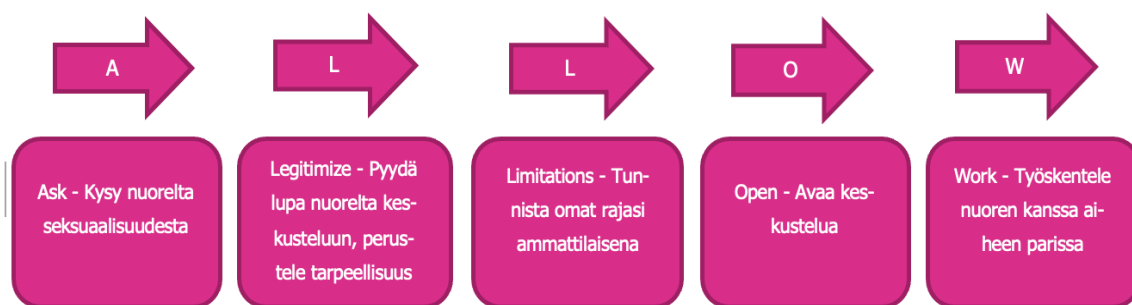 A
L
L
O
W
Ask - Kysy nuorelta
seksuaalisuudesta
Legitimize - Pyydä
lupa nuorelta kes-
kusteluun, perus-
tele tarpeellisuus
Limitations - Tun-
nista omat rajasi
ammattilaisena
Open - Avaa kes-
kustelua
Work - Työskentele
nuoren kanssa ai-
heen parissa